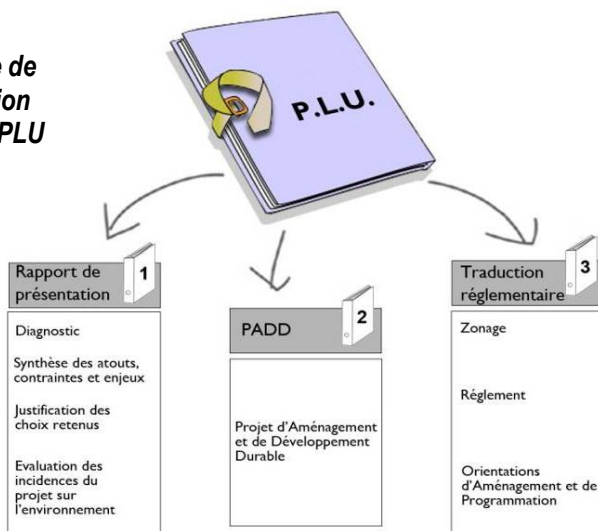 de
ion
PLU
P.L.U.
Rapport de
présentation
1
Diagnostic
Synthèse des atouts,
contraintes et enjeux
Justification des
choix retenus
Evaluation des
incidences du
projet sur
l'environnement
PADD
2
Projet d'Aménagement
et de Développement
Durable
Traduction
réglementaire
3
Zonage
Réglement
Orientations
d'Aménagement et de
Programmation